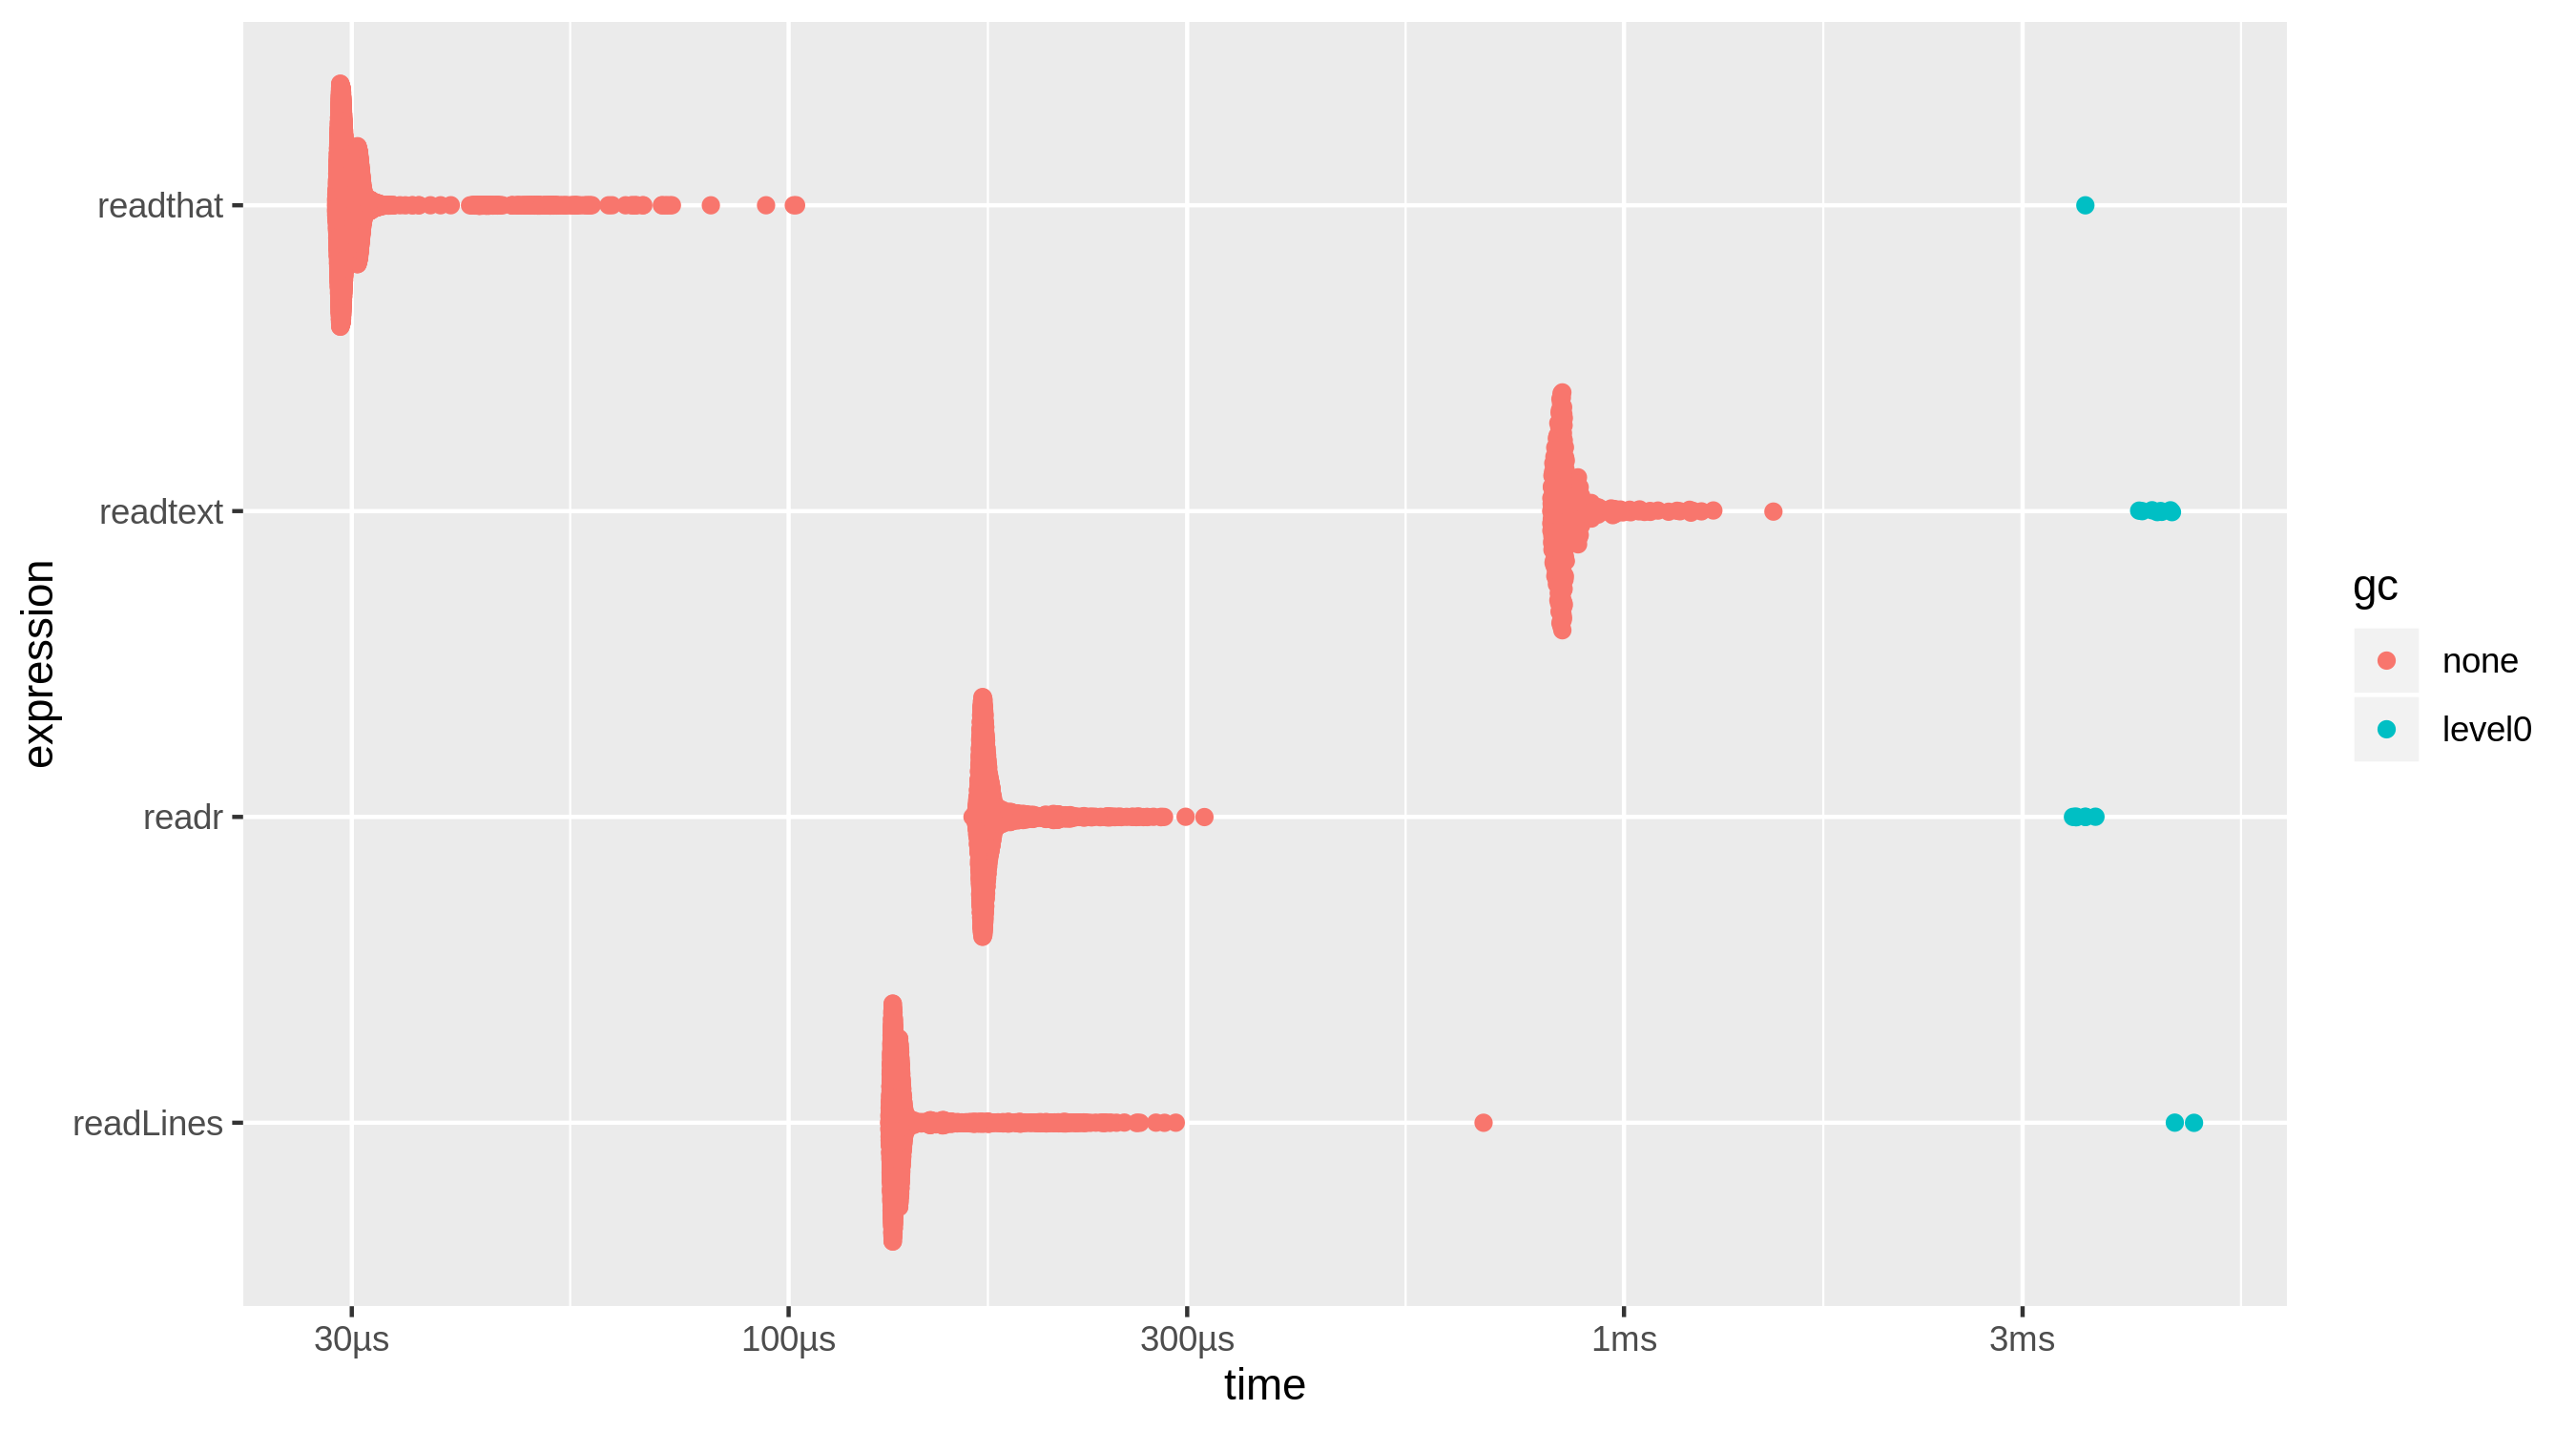 expression
readthat
readtext
readr
readLines
30µs 100µs 300µs 1ms 3ms
time
gc
none
level0